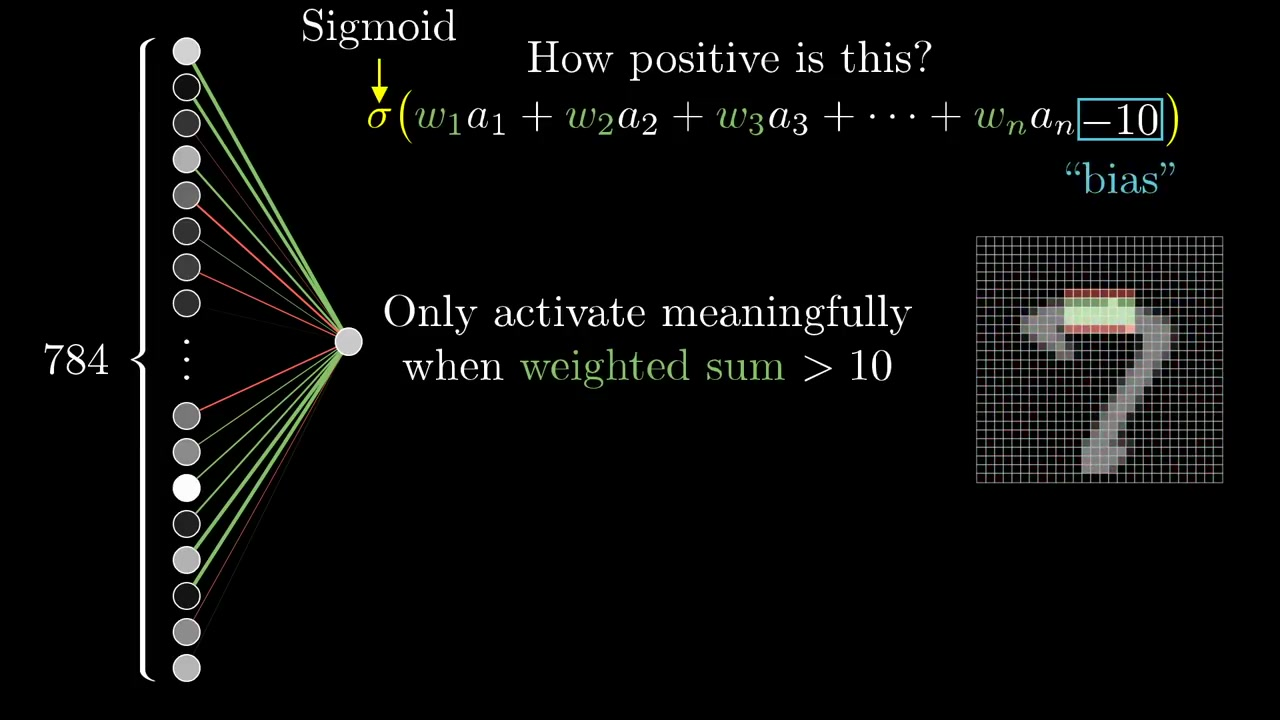 Sigmoid
How positive is this?
σ(w₁a₁ + w₂a₂ + w₃a₃ + ⋯ + wₙaₙ −10)
“bias”
Only activate meaningfully
when weighted sum > 10
784